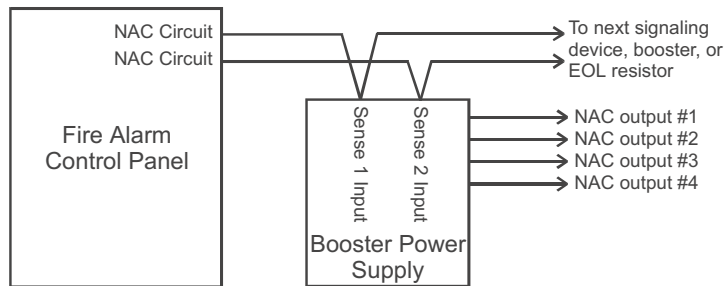 NAC Circuit
NAC Circuit
Fire Alarm
Control Panel
To next signaling
device, booster, or
EOL resistor
Sense 1 Input
Sense 2 Input
Booster Power
Supply
NAC output #1
NAC output #2
NAC output #3
NAC output #4